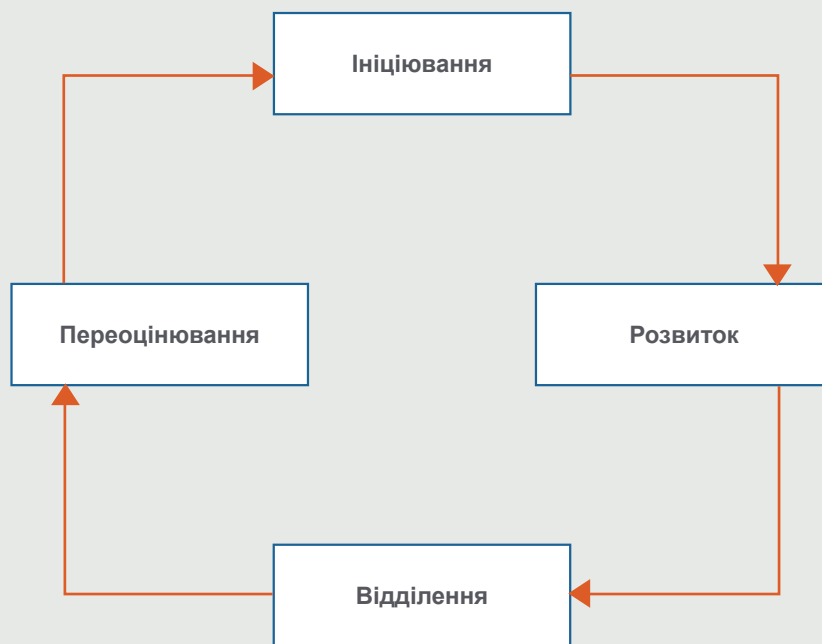 Ініціювання
Переоцінювання
Розвиток
Відділення